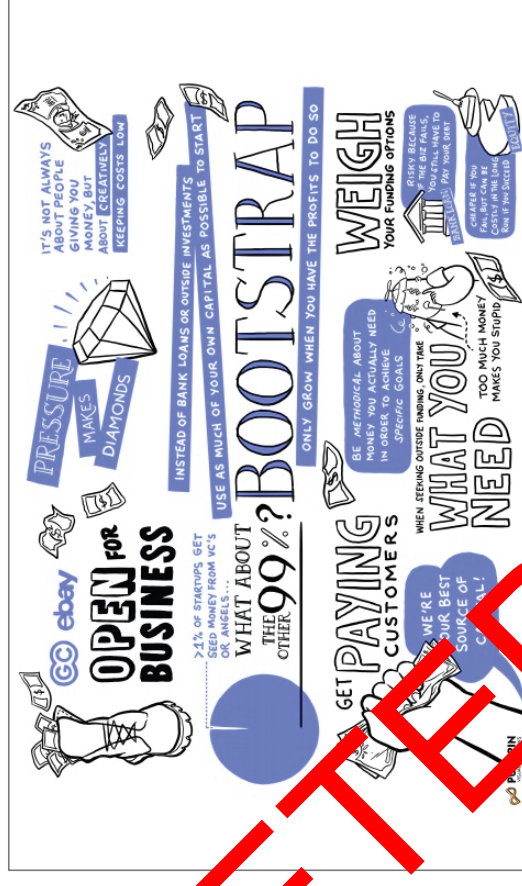 GC ebay
OPEN FOR
BUSINESS
>1% OF STARTUPS GET
SEED MONEY FROM VC'S
OR ANGELS...
WHAT ABOUT
THE
OTHER 99%?
PRESSURE
MAKES
DIAMONDS
IT'S NOT ALWAYS
ABOUT PEOPLE
GIVING YOU
MONEY, BUT
ABOUT CREATIVELY
KEEPING COSTS LOW
INSTEAD OF BANK LOANS OR OUTSIDE INVESTMENTS
USE AS MUCH OF YOUR OWN CAPITAL AS POSSIBLE TO START
BOOTSTRAP
ONLY GROW WHEN YOU HAVE THE PROFITS TO DO SO
GET PAYING
CUSTOMERS
WE'RE
OUR BEST
SOURCE OF
BE METHODICAL ABOUT
MONEY YOU ACTUALLY NEED
IN ORDER TO ACHIEVE
SPECIFIC GOALS
WHEN SEEKING OUTSIDE FUNDING, ONLY TAKE
WHAT YOU
NEED
TOO MUCH MONEY
MAKES YOU STUPID
WEIGH
YOUR FUNDING OPTIONS
RISKY BECAUSE
IF THE BIZ FAILS,
YOU STILL HAVE TO
PAY YOUR DEBT
BANK LOAN
CHEAPER IF YOU
FAIL, BUT CAN BE
COSTLY IN THE LONG
RUN IF YOU SUCCEED
EQUITY
TE